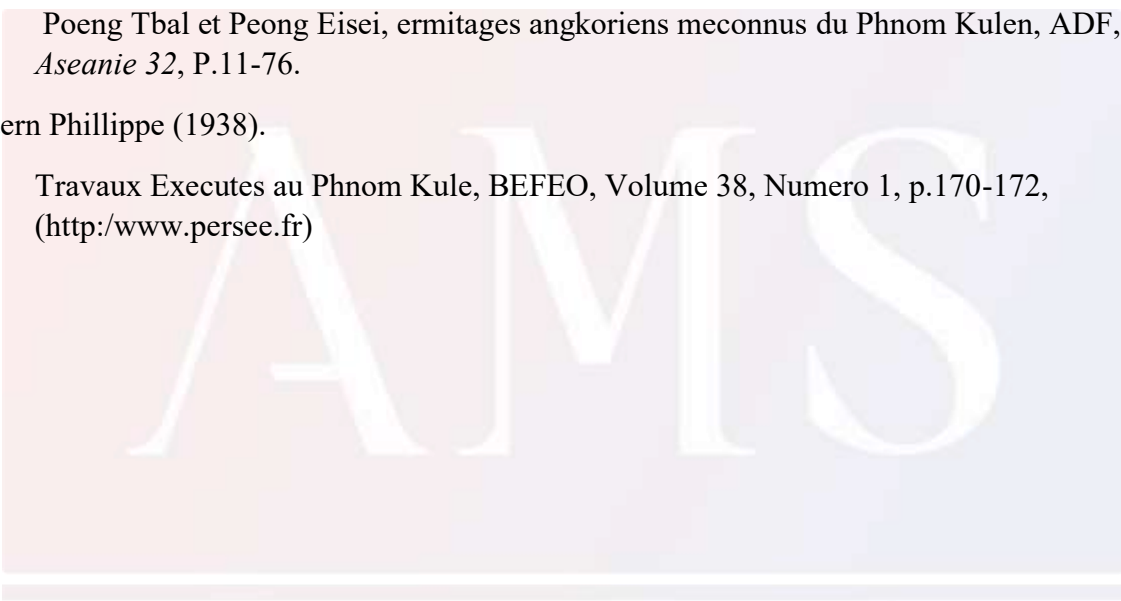 Poeng Tbal et Peong Eisei, ermitages angkoriens meconnus du Phnom Kulen, ADF,
Aseanie 32, P.11-76.
ern Phillippe (1938).
Travaux Executes au Phnom Kule, BEFEO, Volume 38, Numero 1, p.170-172,
(http:/www.persee.fr)
AMS